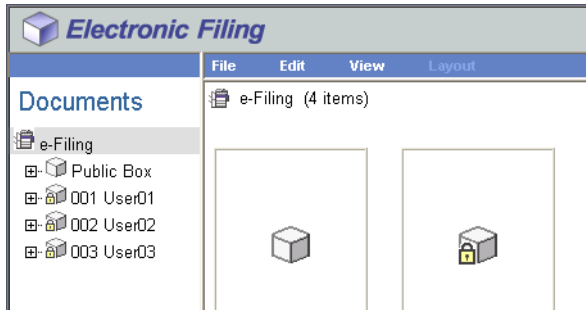 Electronic Filing
File Edit View Layout
Documents
e-Filing (4 items)
e-Filing
Public Box
001 User01
002 User02
003 User03